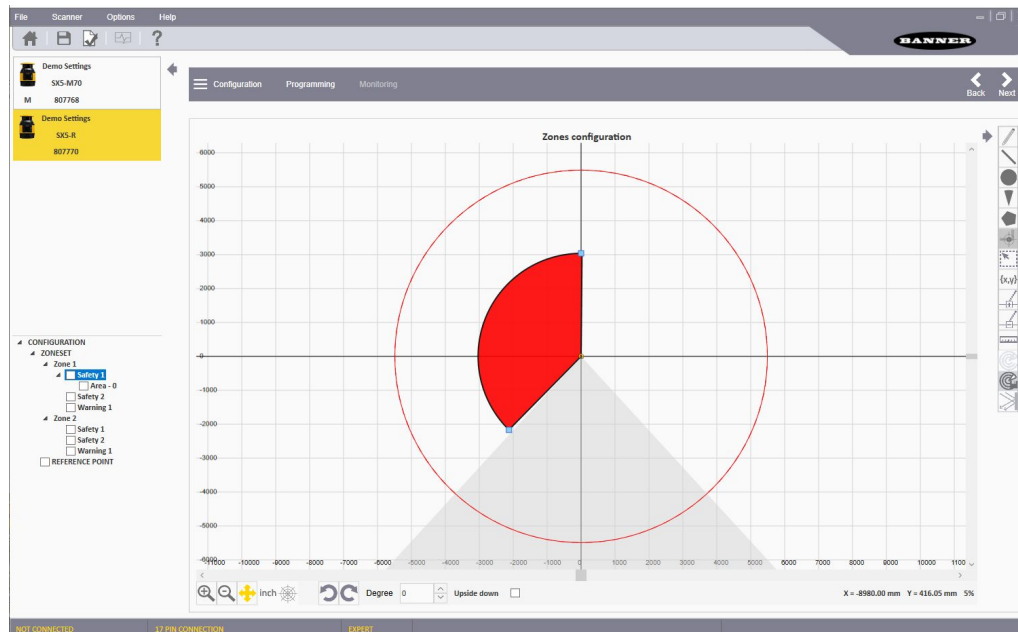 File Scanner Options Help
BANNER
Demo Settings
SX5-M70
M 807768
Demo Settings
SX5-R
807770
Configuration Programming Monitoring
Back Next
Zones configuration
6000
5000
4000
3000
2000
1000
0
-1000
-2000
-3000
-4000
-5000
-10000 -9000 -8000 -7000 -6000 -5000 -4000 -3000 -2000 -1000 0 1000 2000 3000 4000 5000 6000 7000 8000 9000 10000 1100
{x,y}
CONFIGURATION
ZONESET
Zone 1
Safety 1
Area - 0
Safety 2
Warning 1
Zone 2
Safety 1
Safety 2
Warning 1
REFERENCE POINT
inch Degree 0 Upside down X = -8980.00 mm Y = 416.05 mm 5%
NOT CONNECTED 17 PIN CONNECTION EXPERT